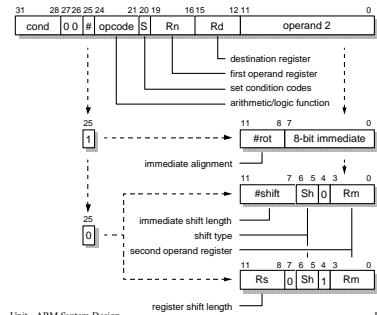 31 28 27 26 25 24 21 20 19 16 15 12 11 0
cond 0 0 # opcode S Rn Rd operand 2
destination register
first operand register
set condition codes
arithmetic/logic function
25 11 8 7 0
1 #rot 8-bit immediate
immediate alignment
11 7 6 5 4 3 0
#shift Sh 0 Rm
25
0
immediate shift length
shift type
second operand register
11 8 7 6 5 4 3 0
Rs 0 Sh 1 Rm
register shift length